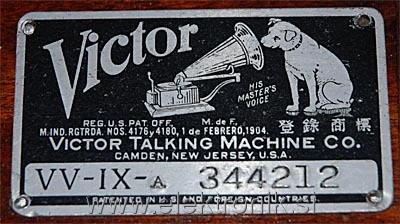 Victor
HIS
MASTER'S
VOICE
REG. U.S. PAT. OFF. M. de F.
M.IND. RGTRDA. NOS. 4176 y 4180, 1 de FEBRERO, 1904.
登錄商標
VICTOR TALKING MACHINE CO.
CAMDEN, NEW JERSEY, U.S.A.
VV-IX-A 344212
PATENTED IN U.S. AND FOREIGN COUNTRIES.